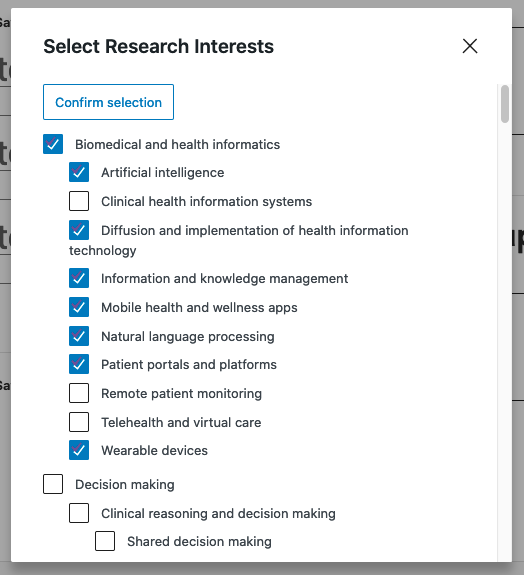 Select Research Interests
Confirm selection
Biomedical and health informatics
Artificial intelligence
Clinical health information systems
Diffusion and implementation of health information
technology
Information and knowledge management
Mobile health and wellness apps
Natural language processing
Patient portals and platforms
Remote patient monitoring
Telehealth and virtual care
Wearable devices
Decision making
Clinical reasoning and decision making
Shared decision making